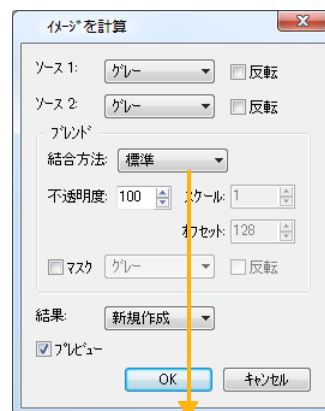 イメージを計算
ソース 1: グレー 反転
ソース 2: グレー 反転
ブレンド
結合方法: 標準
不透明度: 100 スケール: 1
オフセット: 128
マスク グレー 反転
結果: 新規作成
プレビュー
OK キャンセル